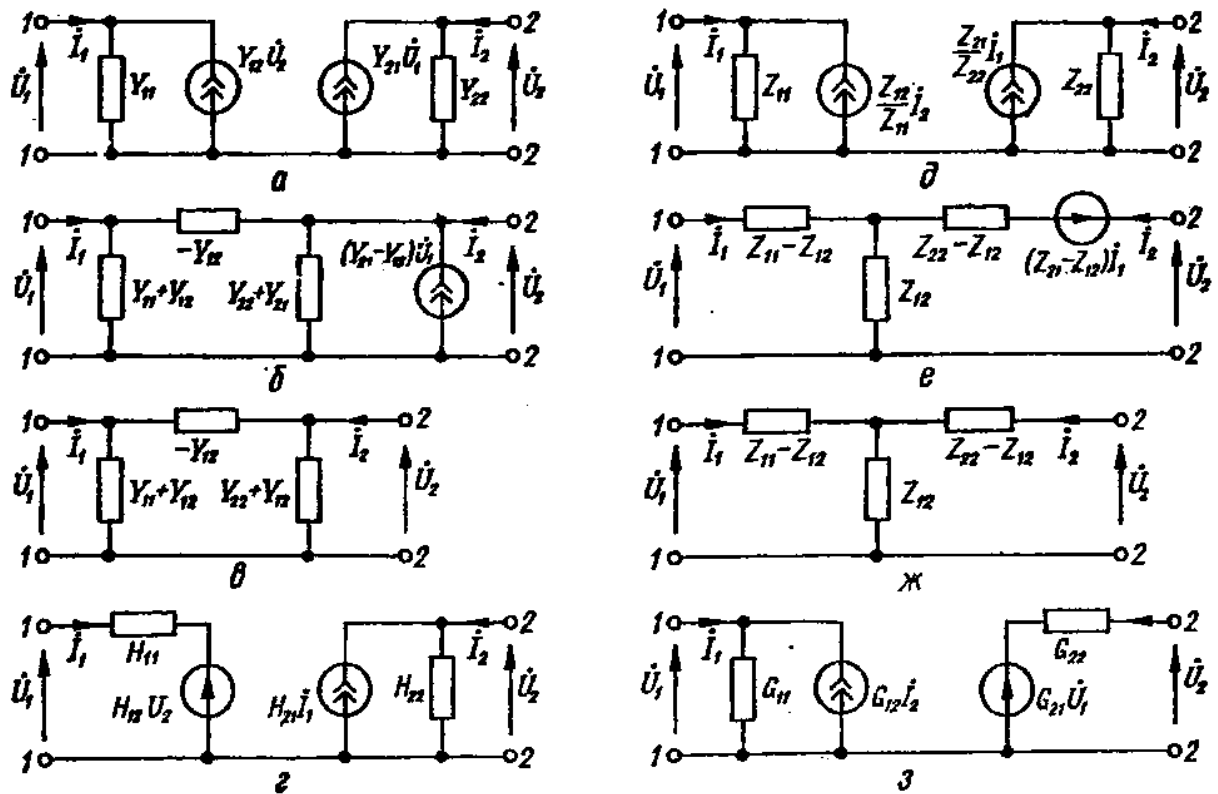 1 İ₁ Y₁₂U̇₂ Y₂₁U̇₁ İ₂ 2
U̇₁ Y₁₁ Y₂₂ U̇₂
1 2
а
1 İ₁ -Y₁₂ (Y₂₁-Y₁₂)U̇₁ İ₂ 2
U̇₁ Y₁₁+Y₁₂ Y₂₂+Y₂₁ U̇₂
1 2
б
1 İ₁ -Y₁₂ İ₂ 2
U̇₁ Y₁₁+Y₁₂ Y₂₂+Y₁₂ U̇₂
1 2
в
1 İ₁ H₁₁ İ₂ 2
U̇₁ H₁₂U₂ H₂₁İ₁ H₂₂ U̇₂
1 2
г
1 İ₁ Z₂₁/Z₂₂ İ₁ İ₂ 2
U̇₁ Z₁₁ Z₁₂/Z₁₁ İ₂ Z₂₂ U̇₂
1 2
д
1 İ₁ Z₁₁-Z₁₂ Z₂₂-Z₁₂ (Z₂₁-Z₁₂)İ₁ İ₂ 2
U̇₁ Z₁₂ U̇₂
1 2
е
1 İ₁ Z₁₁-Z₁₂ Z₂₂-Z₁₂ İ₂ 2
U̇₁ Z₁₂ U̇₂
1 2
ж
1 İ₁ G₂₂ 2
U̇₁ G₁₁ G₁₂İ₂ G₂₁U̇₁ U̇₂
1 2
з